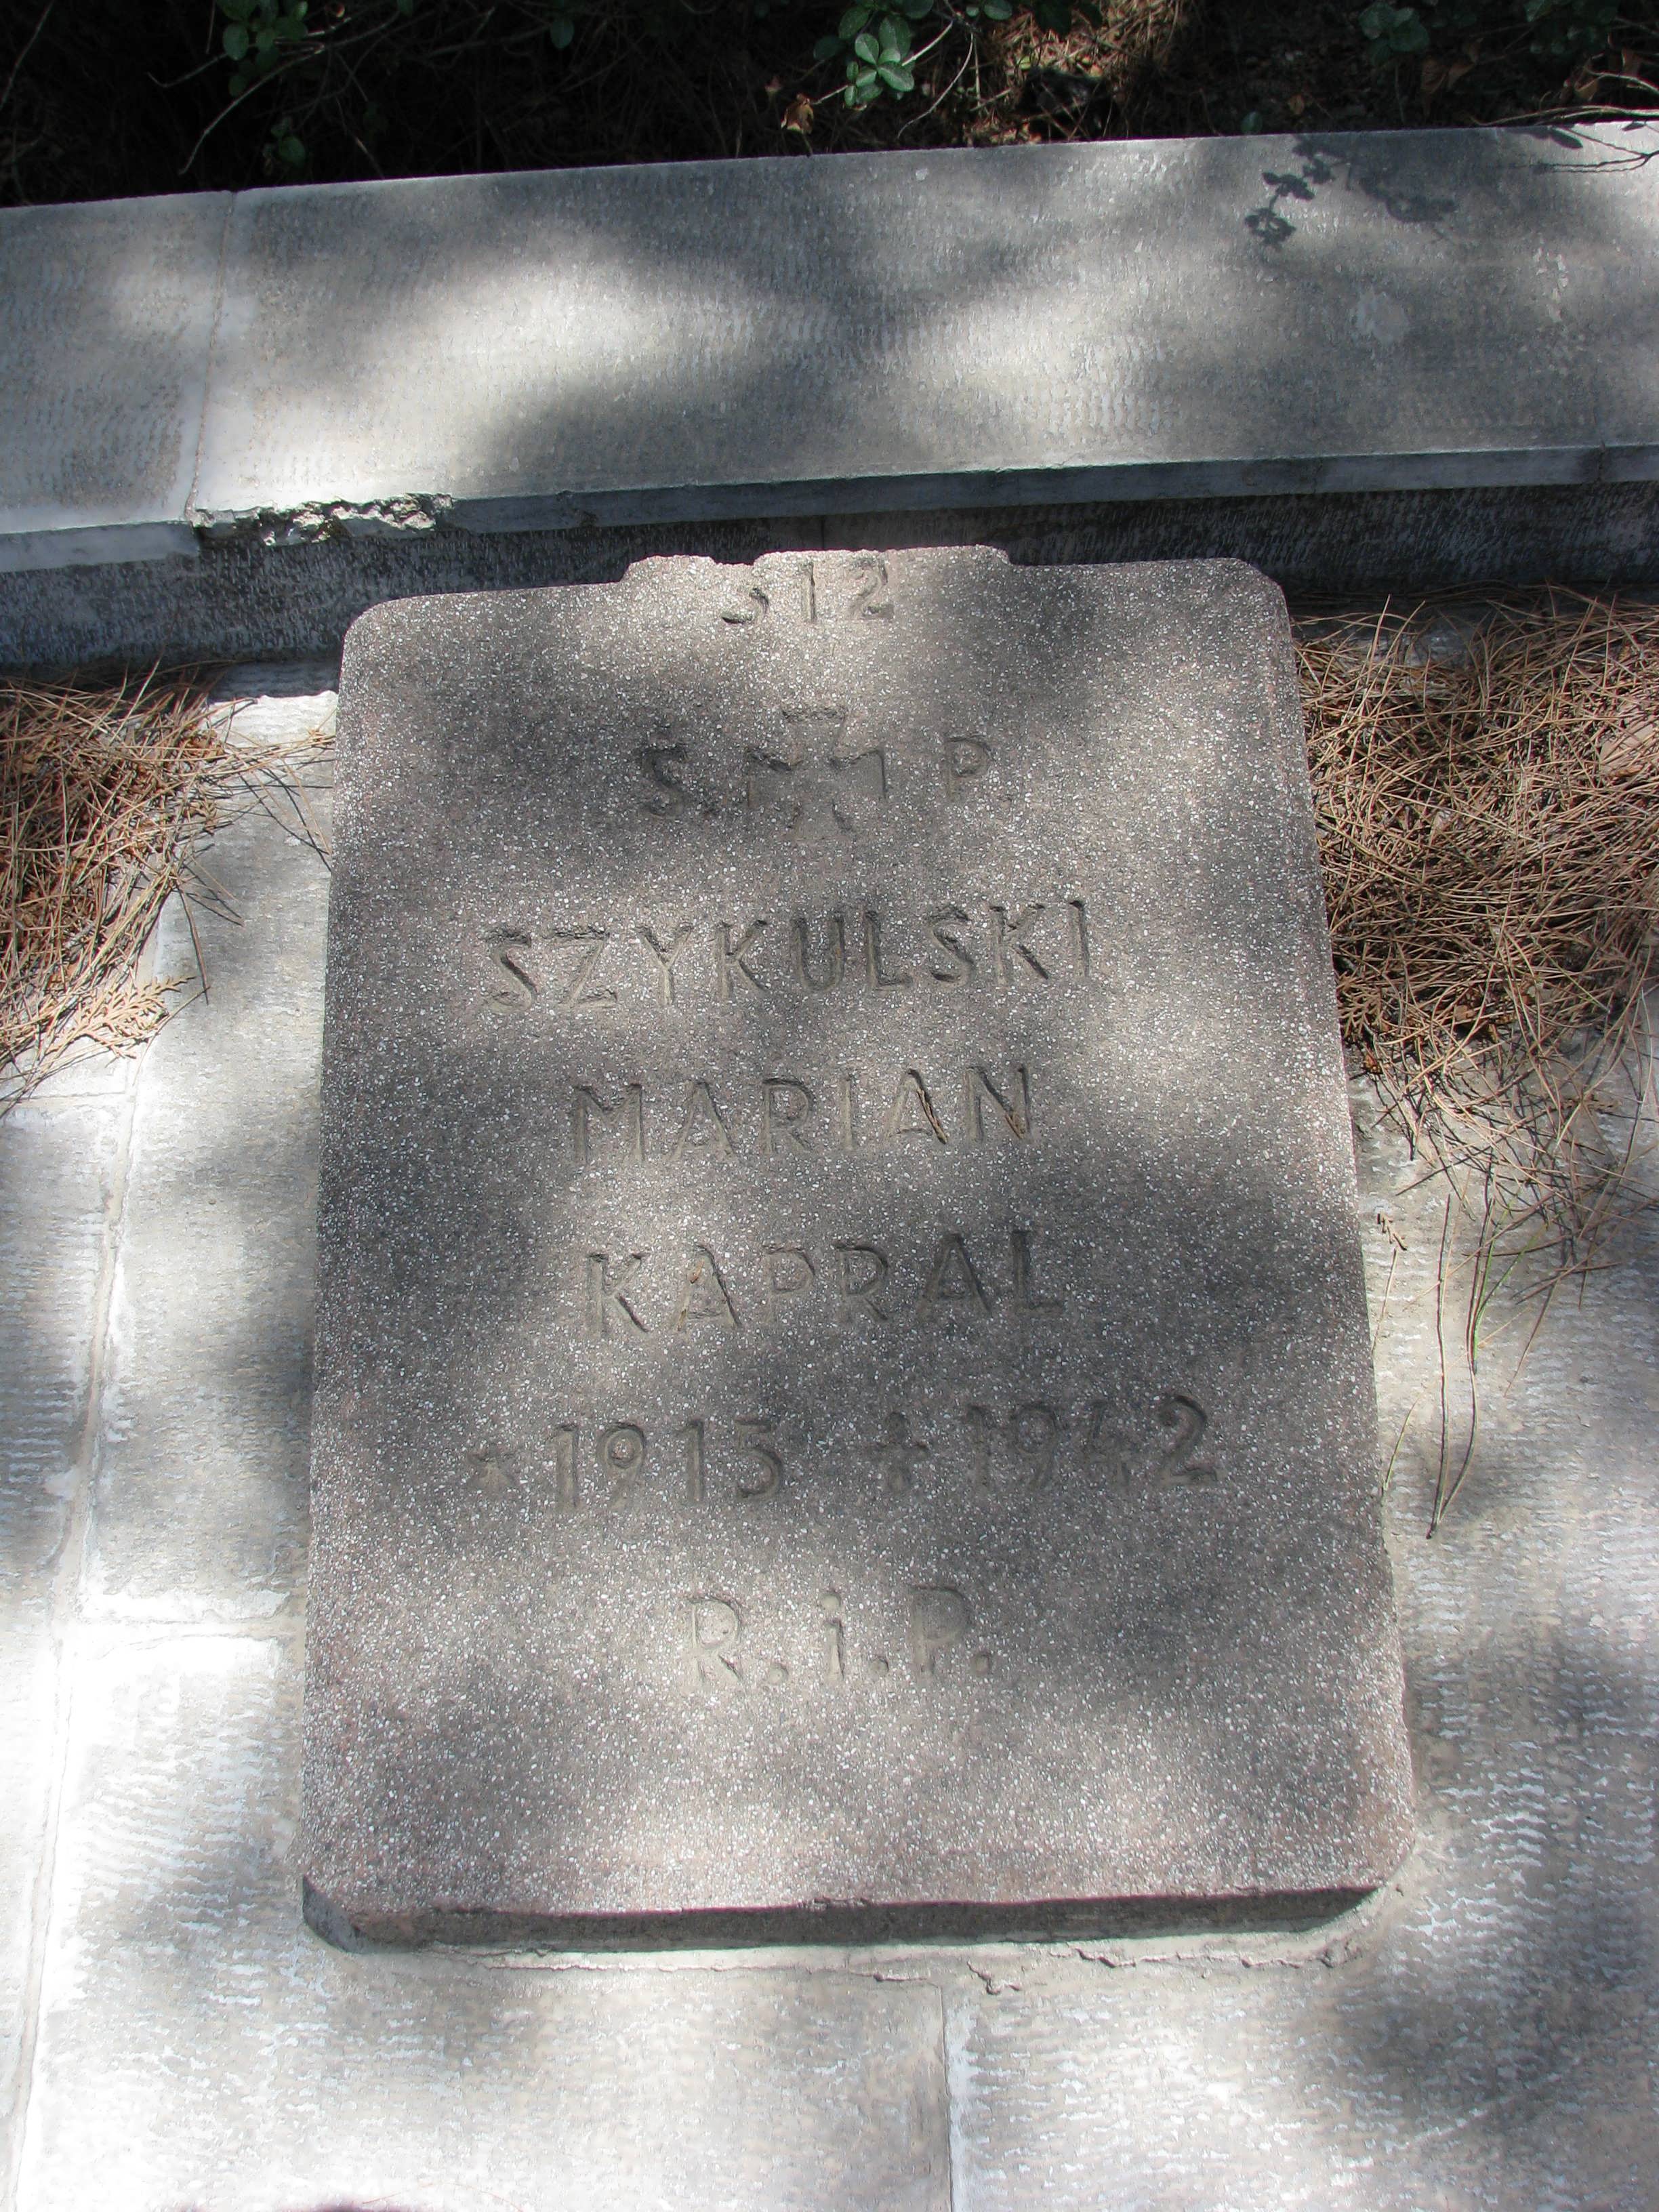 312
S. P
SZYKULSKI
MARIAN
KAPRAL
* 1915 + 1942
R.i.P.